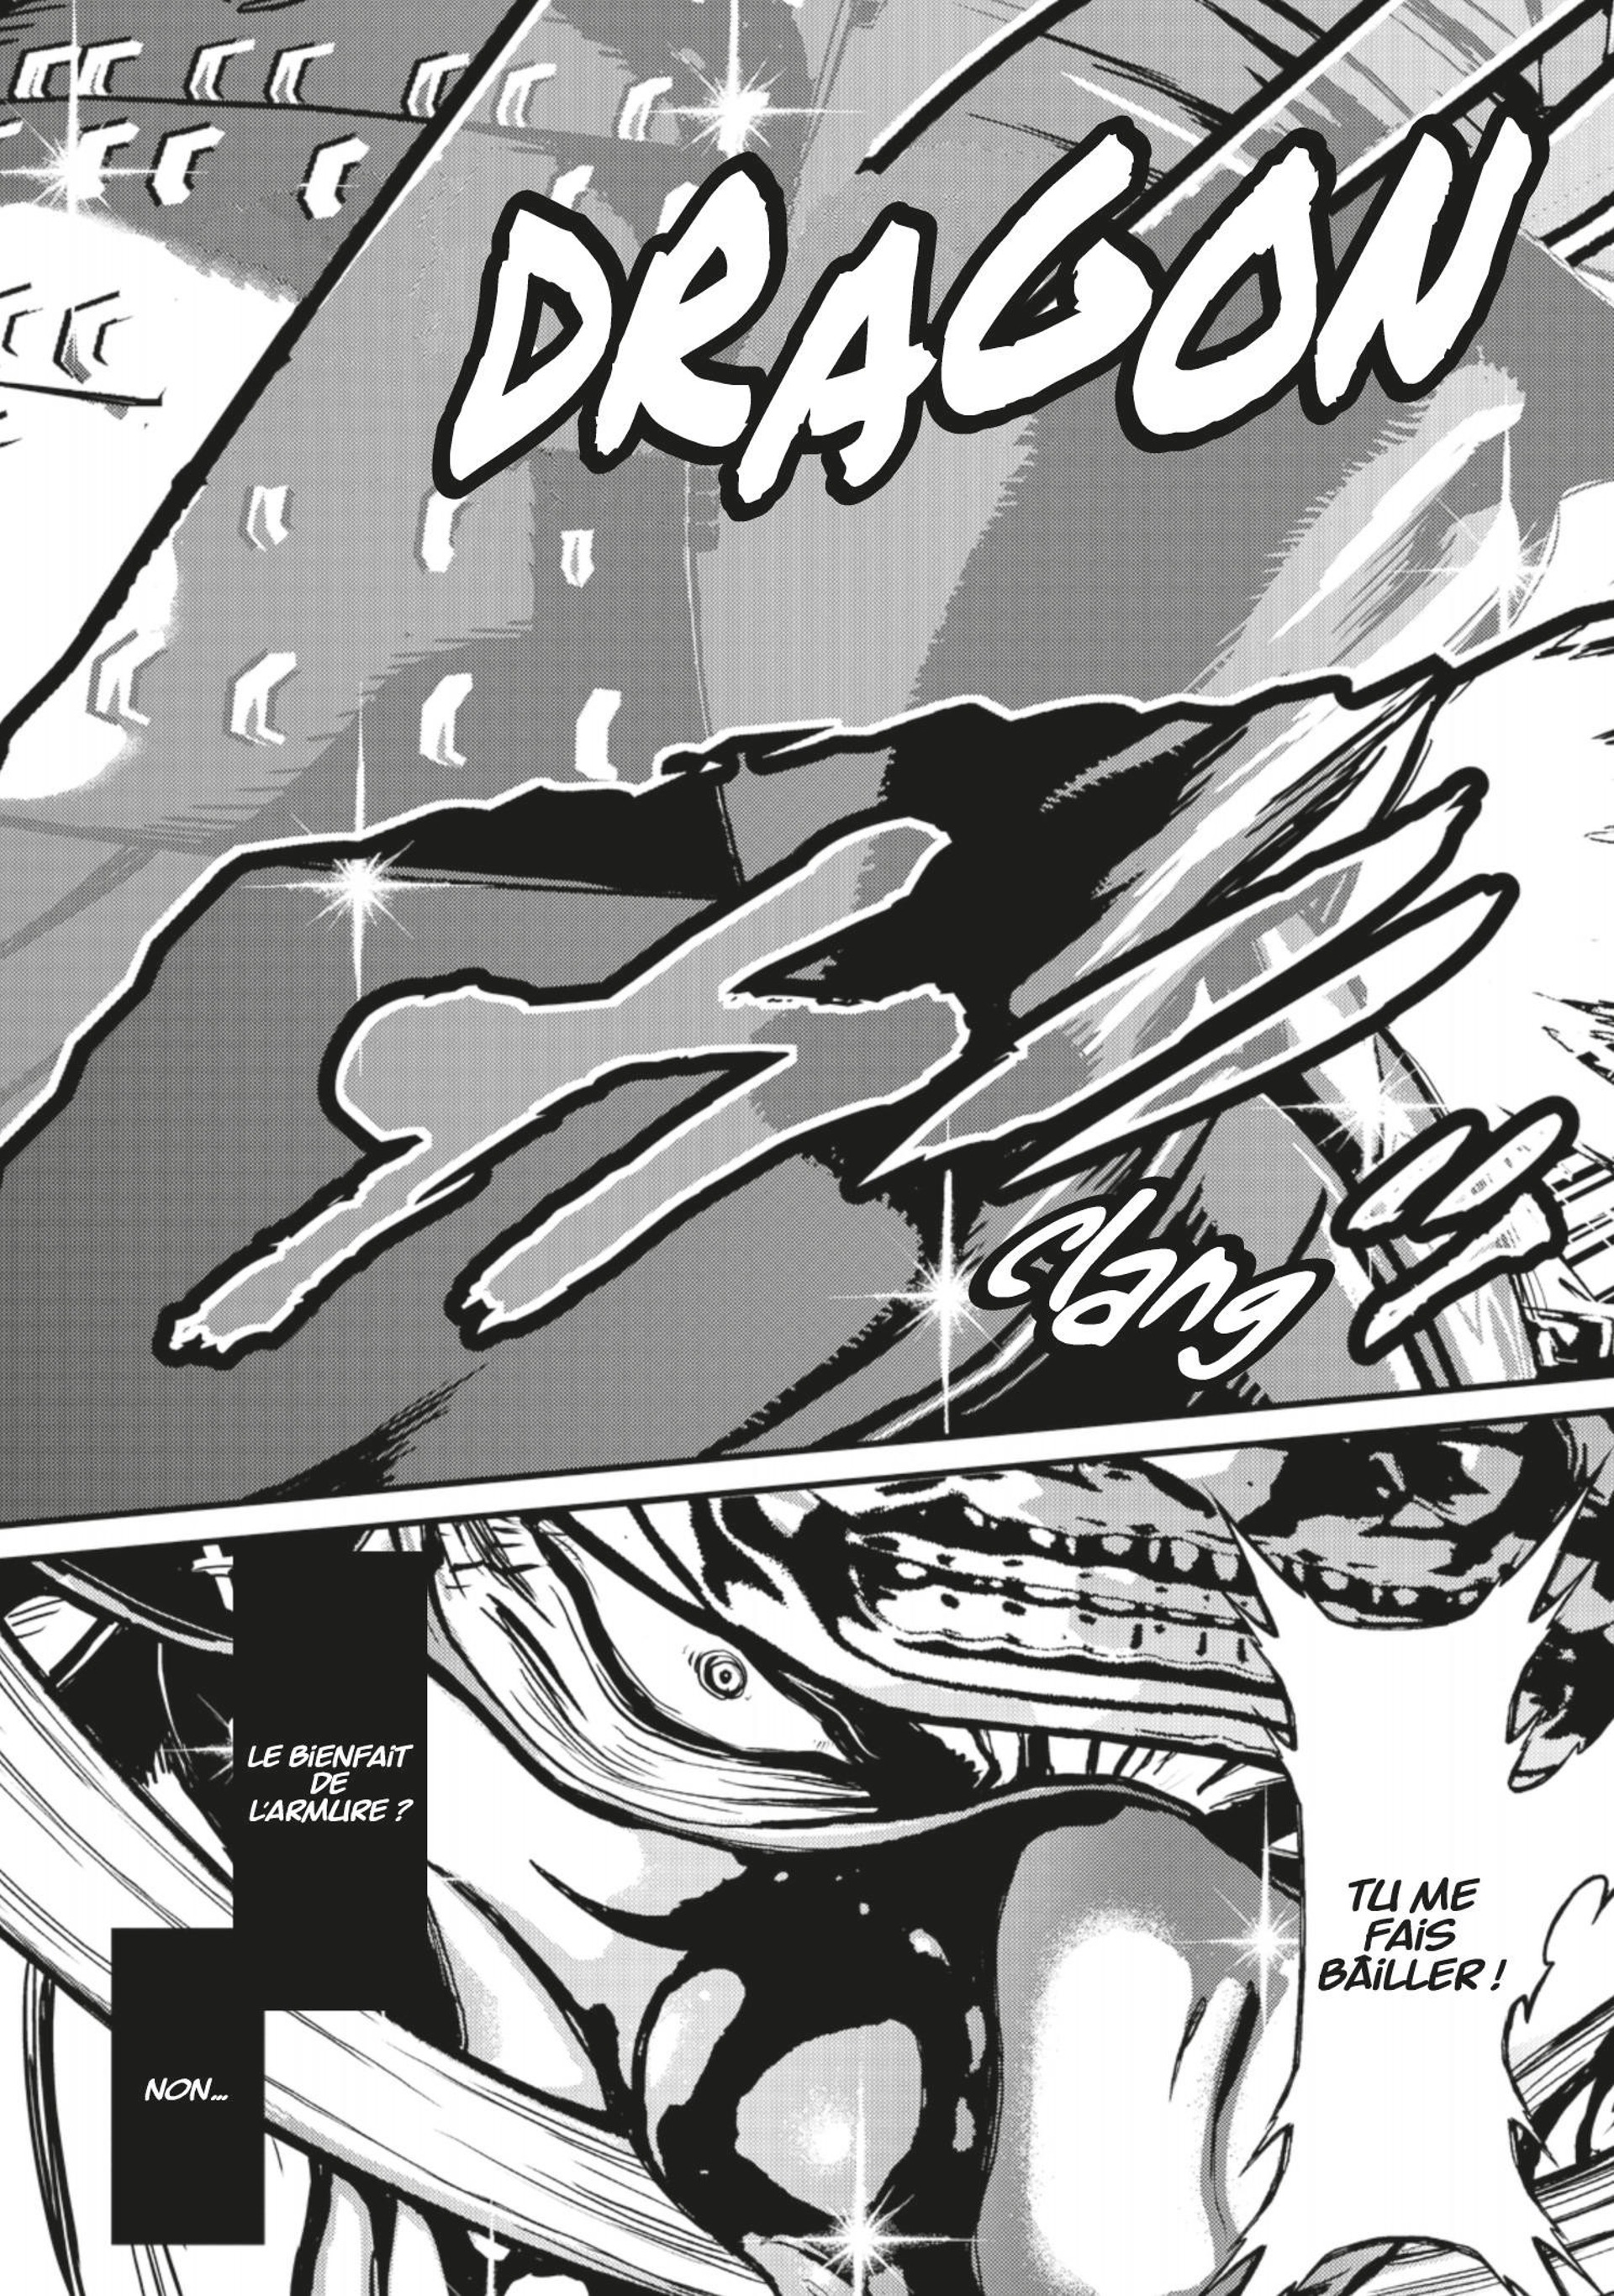 DRAGON
clang
TU ME
FAIS
BÂILLER !
LE BIENFAIT
DE
L'ARMURE ?
NON...